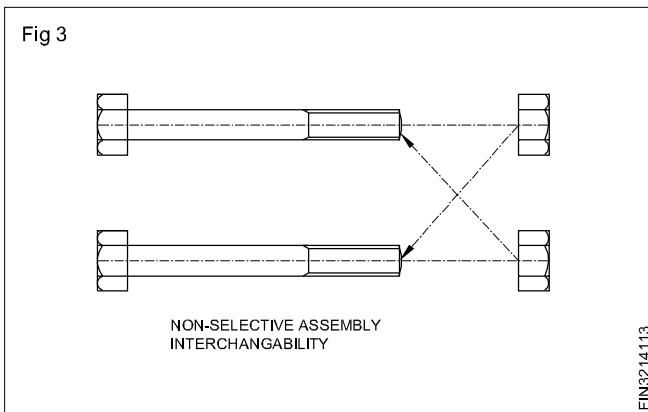 Fig 3
NON-SELECTIVE ASSEMBLY
INTERCHANGABILITY
FIN3214113